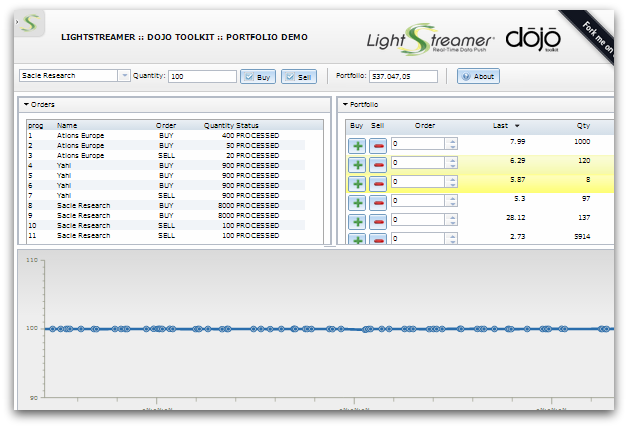 LIGHTSTREAMER :: DOJO TOOLKIT :: PORTFOLIO DEMO
LightStreamer
Real-Time Data Push
dojo
toolkit
Fork me on
Sacle Research Quantity: 100 Buy Sell Portfolio: 537.047,05 About
Orders
prog Name Order Quantity Status
1 Ations Europe BUY 400 PROCESSED
2 Ations Europe BUY 50 PROCESSED
3 Ations Europe SELL 20 PROCESSED
4 Yahl BUY 900 PROCESSED
5 Yahl BUY 900 PROCESSED
6 Yahl BUY 900 PROCESSED
7 Yahl SELL 900 PROCESSED
8 Sacle Research BUY 8000 PROCESSED
9 Sacle Research BUY 8000 PROCESSED
10 Sacle Research SELL 100 PROCESSED
11 Sacle Research SELL 100 PROCESSED
Portfolio
Buy Sell Order Last Qty
0 7.99 1000
0 6.29 120
0 5.87 8
0 5.3 97
0 28.12 137
0 2.73 5914
110
100
90